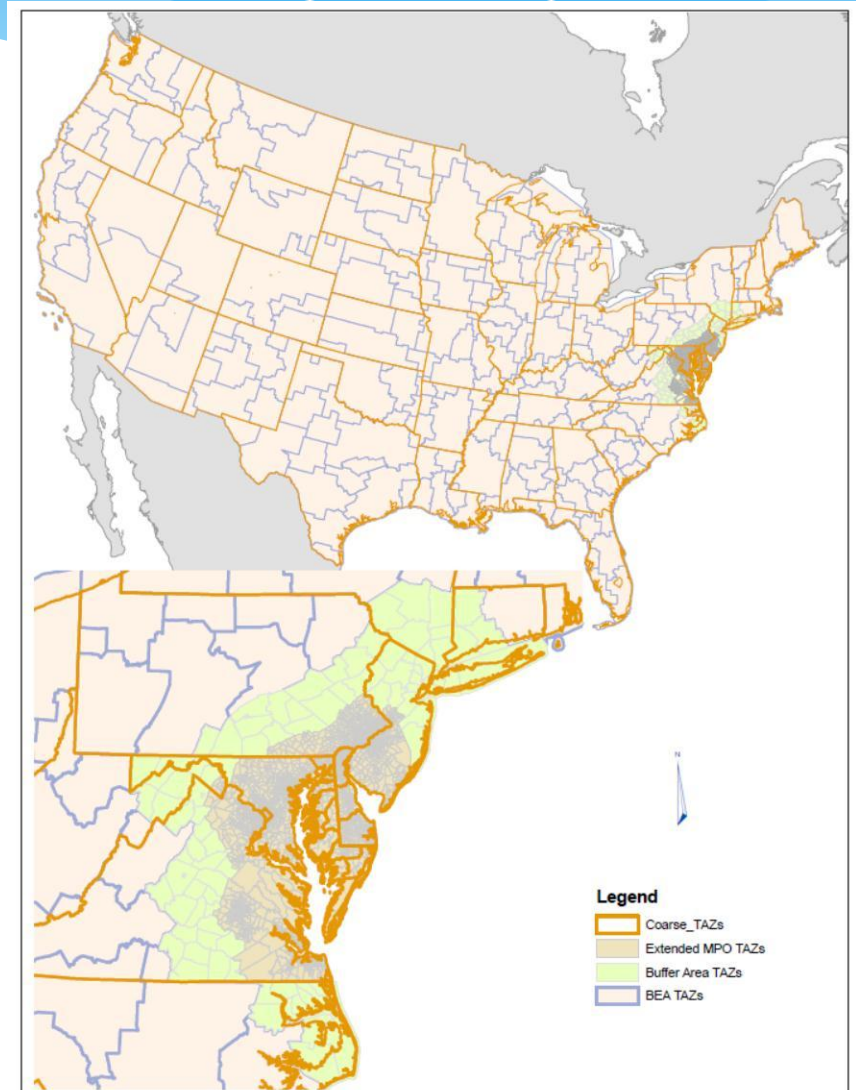 N
Legend
Coarse_TAZs
Extended MPO TAZs
Buffer Area TAZs
BEA TAZs